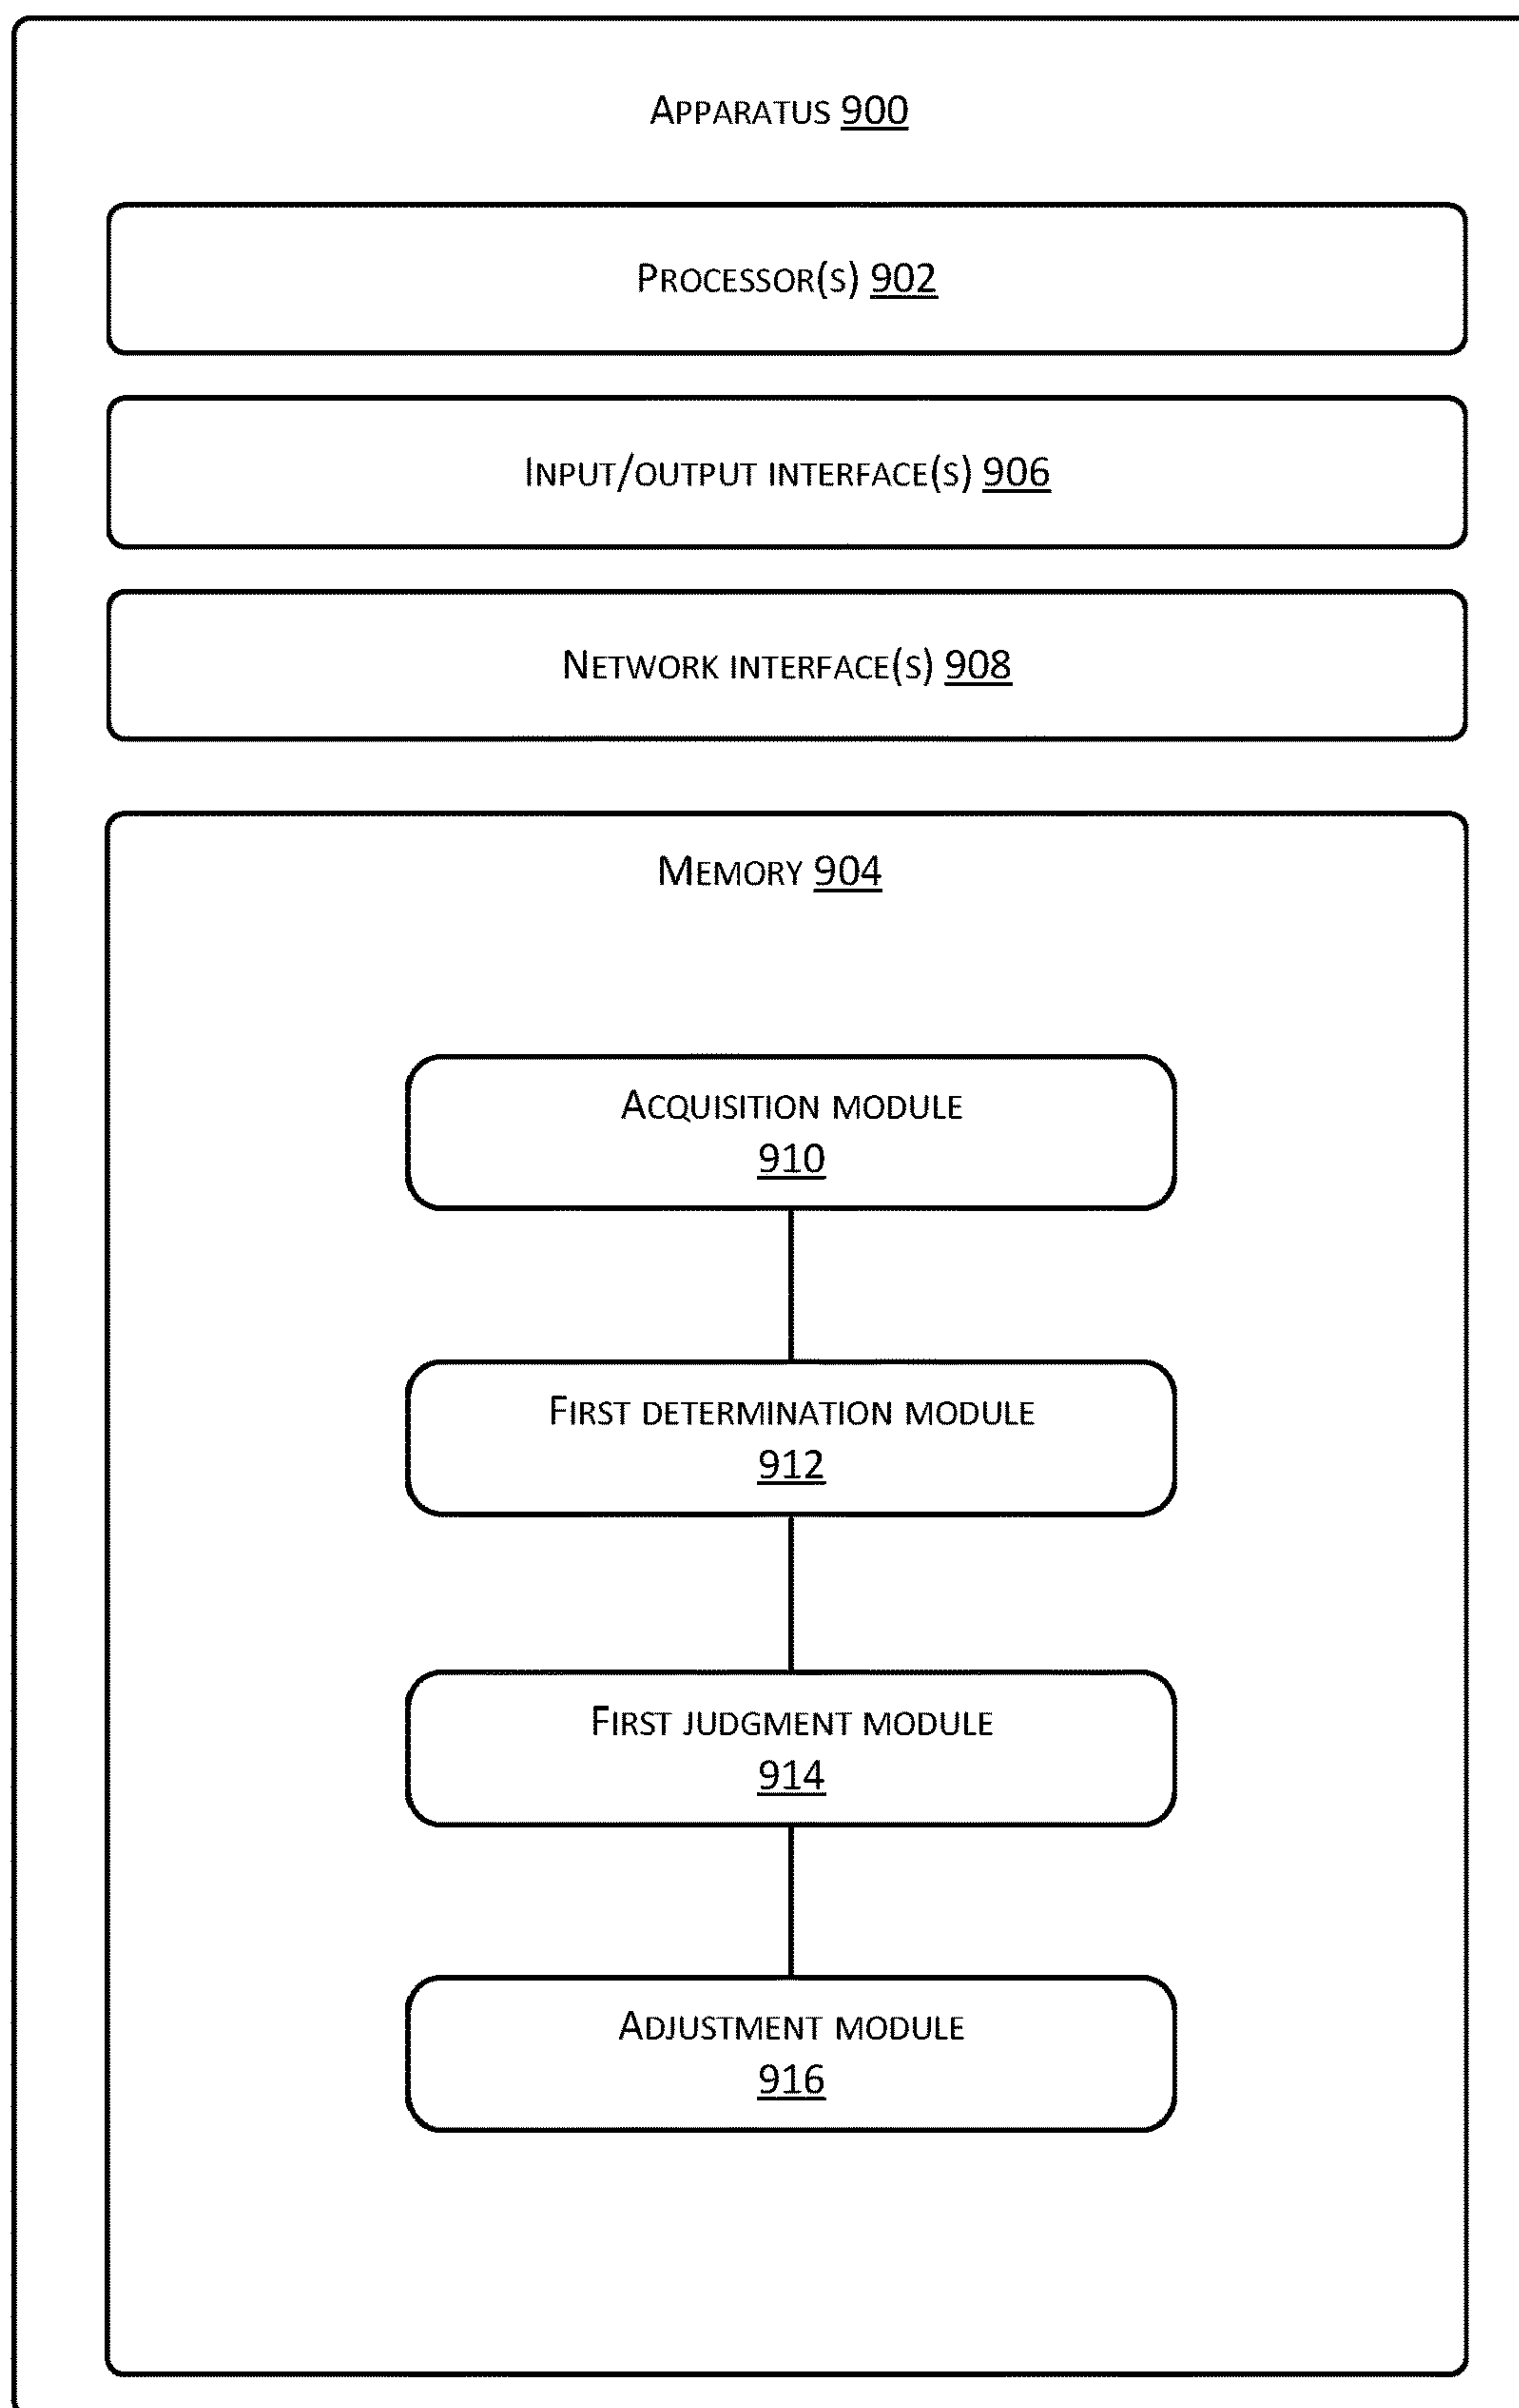 APPARATUS 900
PROCESSOR(S) 902
INPUT/OUTPUT INTERFACE(S) 906
NETWORK INTERFACE(S) 908
MEMORY 904
ACQUISITION MODULE
910
FIRST DETERMINATION MODULE
912
FIRST JUDGMENT MODULE
914
ADJUSTMENT MODULE
916